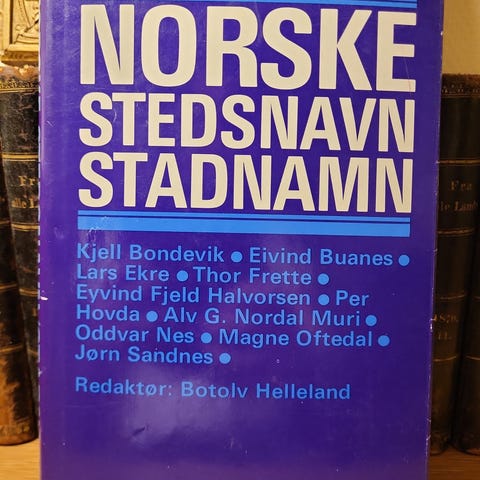 NORSKE
STEDSNAVN
STADNAMN
Kjell Bondevik ● Eivind Buanes ●
Lars Ekre ● Thor Frette ●
Eyvind Fjeld Halvorsen ● Per
Hovda ● Alv G. Nordal Muri ●
Oddvar Nes ● Magne Oftedal ●
Jørn Sandnes ●
Redaktør: Botolv Helleland
Fra